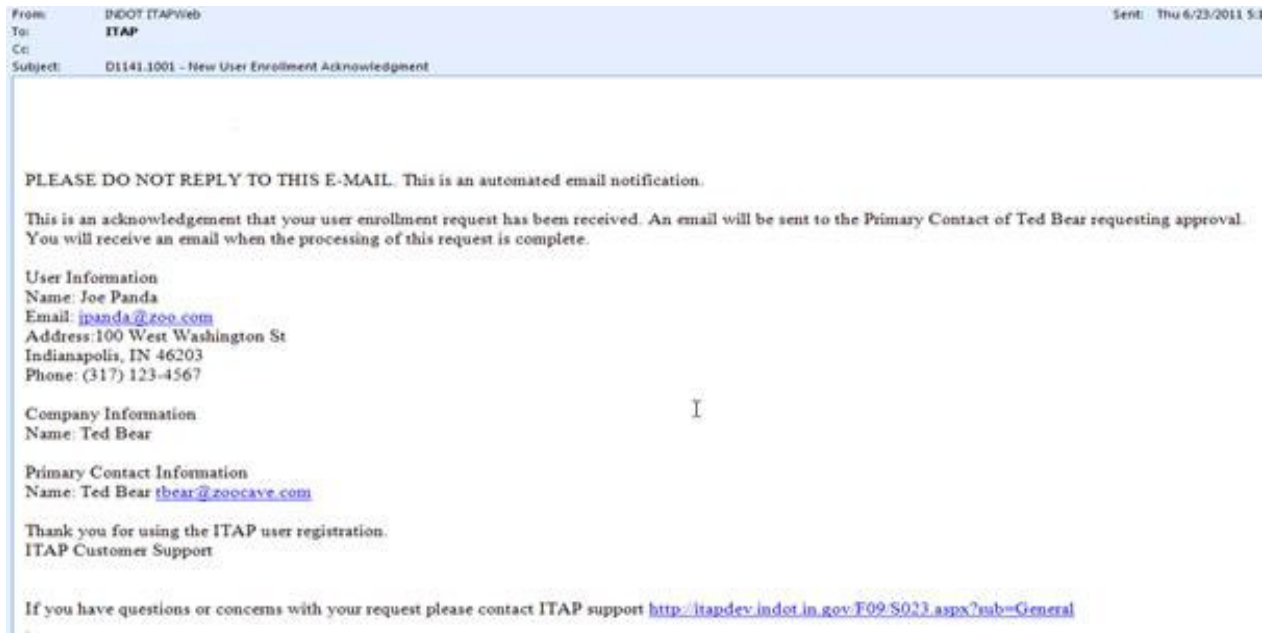 From: INDOT ITAPWeb Sent: Thu 6/23/2011
To: ITAP
Cc:
Subject: D1141.1001 - New User Enrollment Acknowledgment
PLEASE DO NOT REPLY TO THIS E-MAIL. This is an automated email notification.
This is an acknowledgement that your user enrollment request has been received. An email will be sent to the Primary Contact of Ted Bear requesting approval.
You will receive an email when the processing of this request is complete.
User Information
Name: Joe Panda
Email: jpanda@zoo.com
Address:100 West Washington St
Indianapolis, IN 46203
Phone: (317) 123-4567
Company Information
Name: Ted Bear
Primary Contact Information
Name: Ted Bear tbear@zoocave.com
Thank you for using the ITAP user registration.
ITAP Customer Support
If you have questions or concerns with your request please contact ITAP support http://itapdev.indot.in.gov/F09/S023.aspx?sub=General